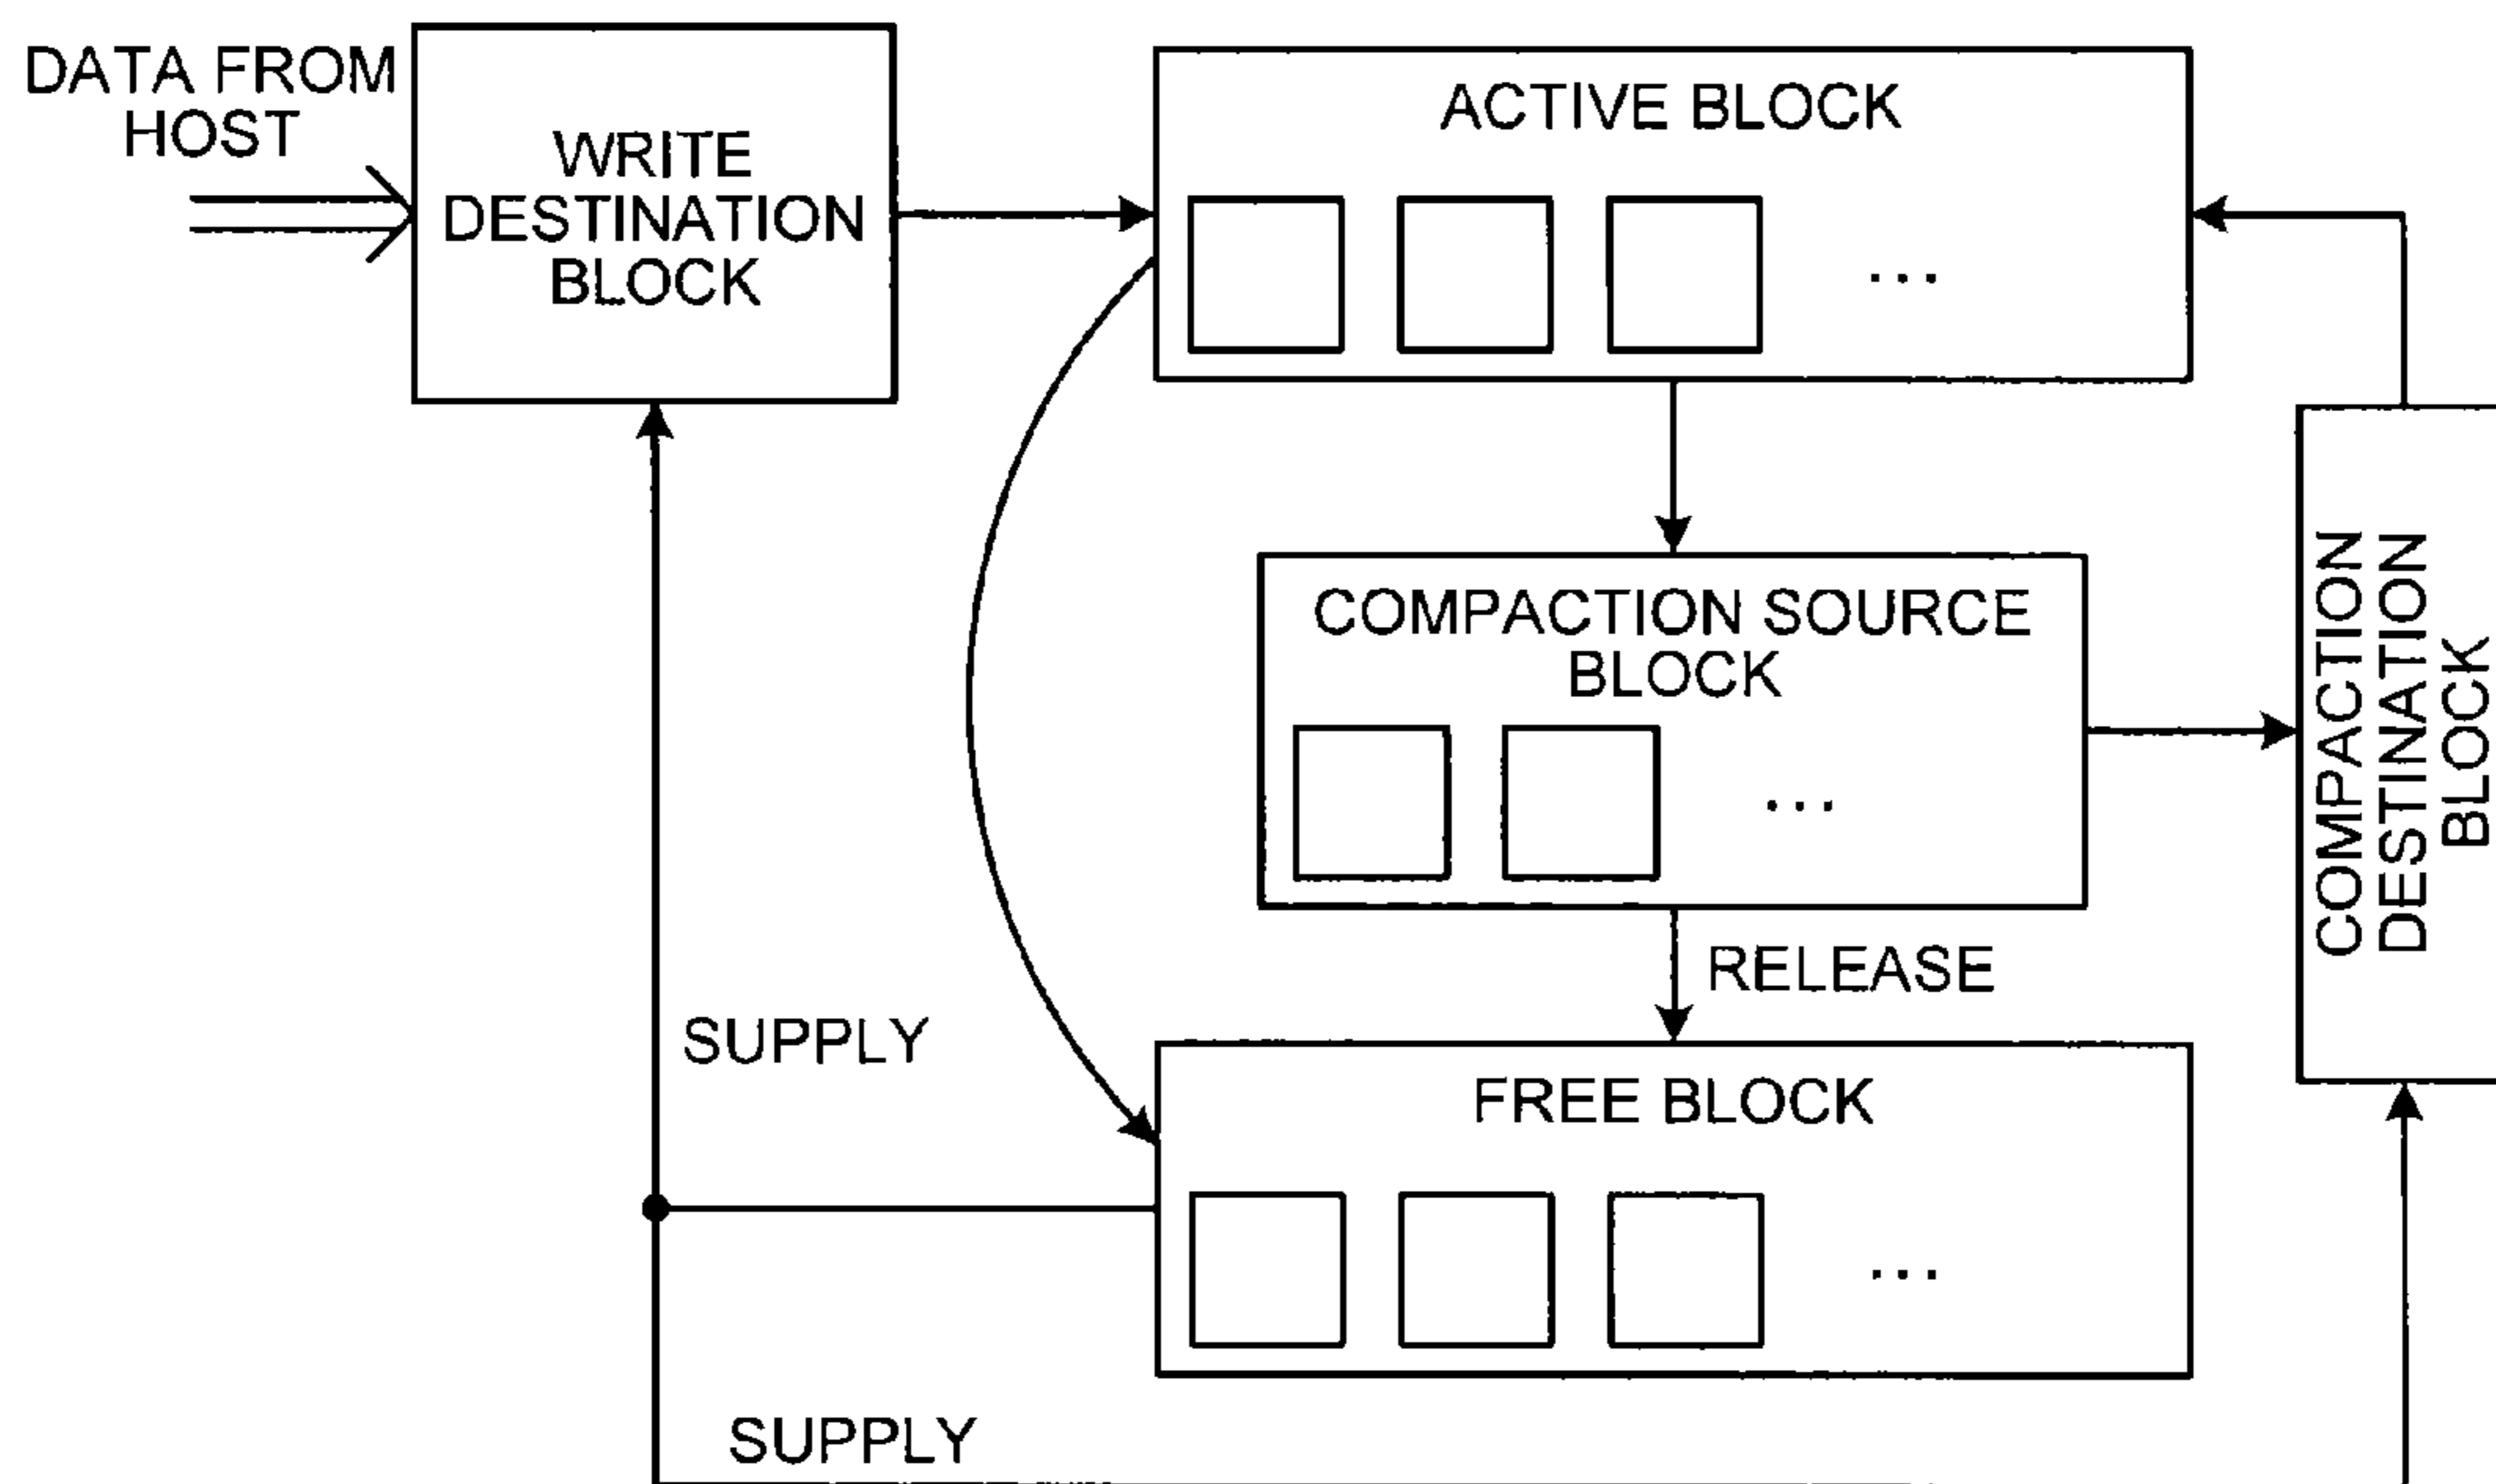 DATA FROM
HOST
WRITE
DESTINATION
BLOCK
ACTIVE BLOCK
...
COMPACTION SOURCE
BLOCK
...
COMPACTION
DESTINATION
BLOCK
RELEASE
SUPPLY
FREE BLOCK
...
SUPPLY